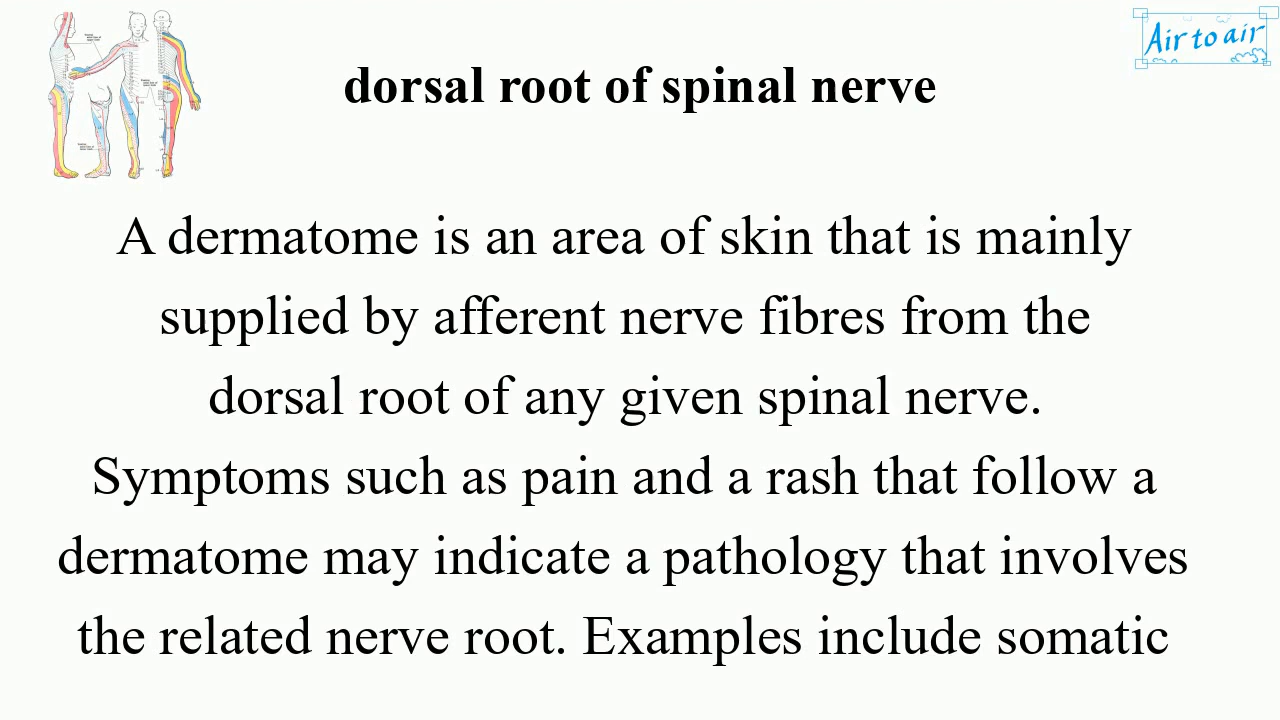 Air to air
dorsal root of spinal nerve
A dermatome is an area of skin that is mainly
supplied by afferent nerve fibres from the
dorsal root of any given spinal nerve.
Symptoms such as pain and a rash that follow a
dermatome may indicate a pathology that involves
the related nerve root. Examples include somatic